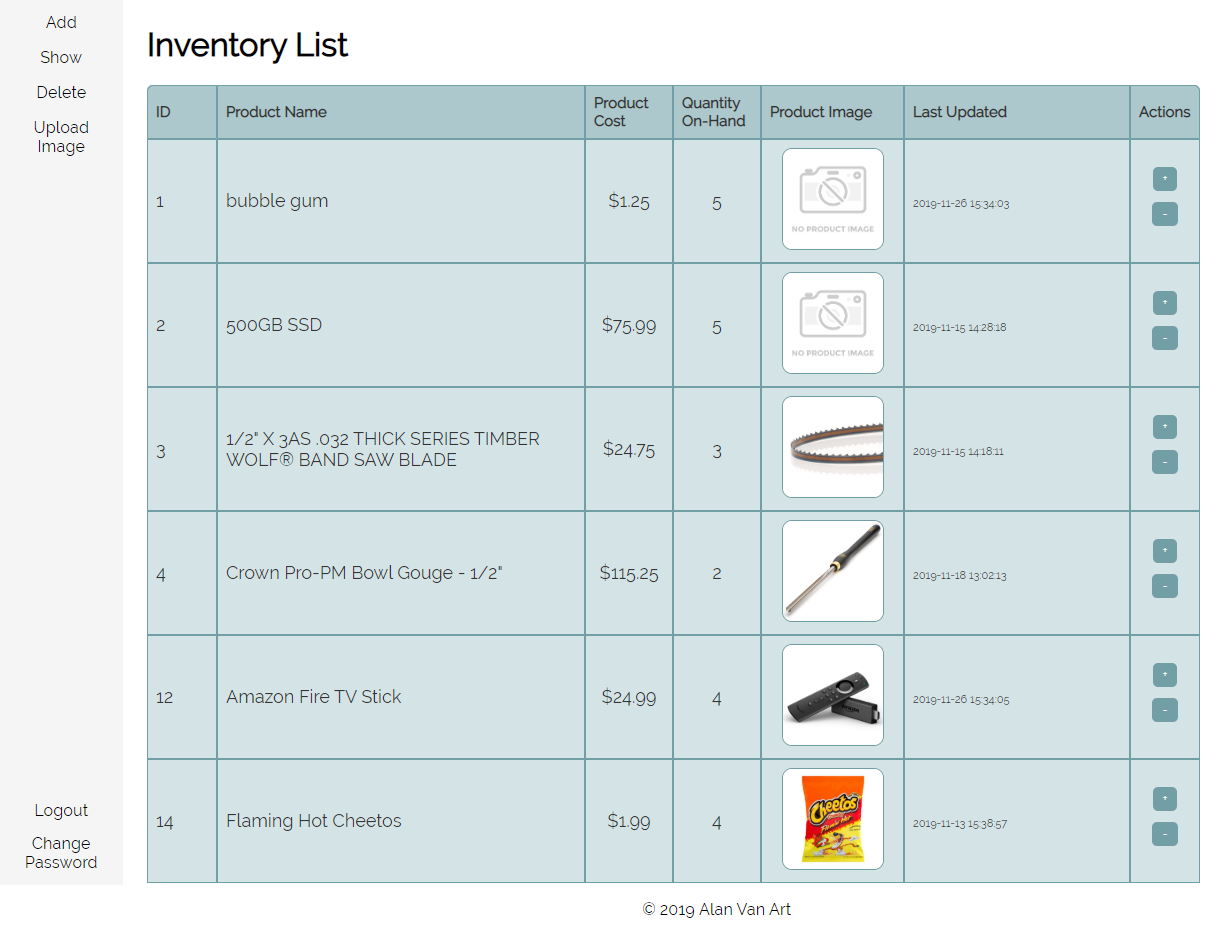 Add
Show
Delete
Upload
Image
Logout
Change
Password
Inventory List
ID Product Name Product Cost Quantity On-Hand Product Image Last Updated Actions
1 bubble gum $1.25 5 NO PRODUCT IMAGE 2019-11-26 15:34:03 + -
2 500GB SSD $75.99 5 NO PRODUCT IMAGE 2019-11-15 14:28:18 + -
3 1/2" X 3AS .032 THICK SERIES TIMBER WOLF® BAND SAW BLADE $24.75 3 2019-11-15 14:18:11 + -
4 Crown Pro-PM Bowl Gouge - 1/2" $115.25 2 2019-11-18 13:02:13 + -
12 Amazon Fire TV Stick $24.99 4 2019-11-26 15:34:05 + -
14 Flaming Hot Cheetos $1.99 4 Cheetos 2019-11-13 15:38:57 + -
© 2019 Alan Van Art